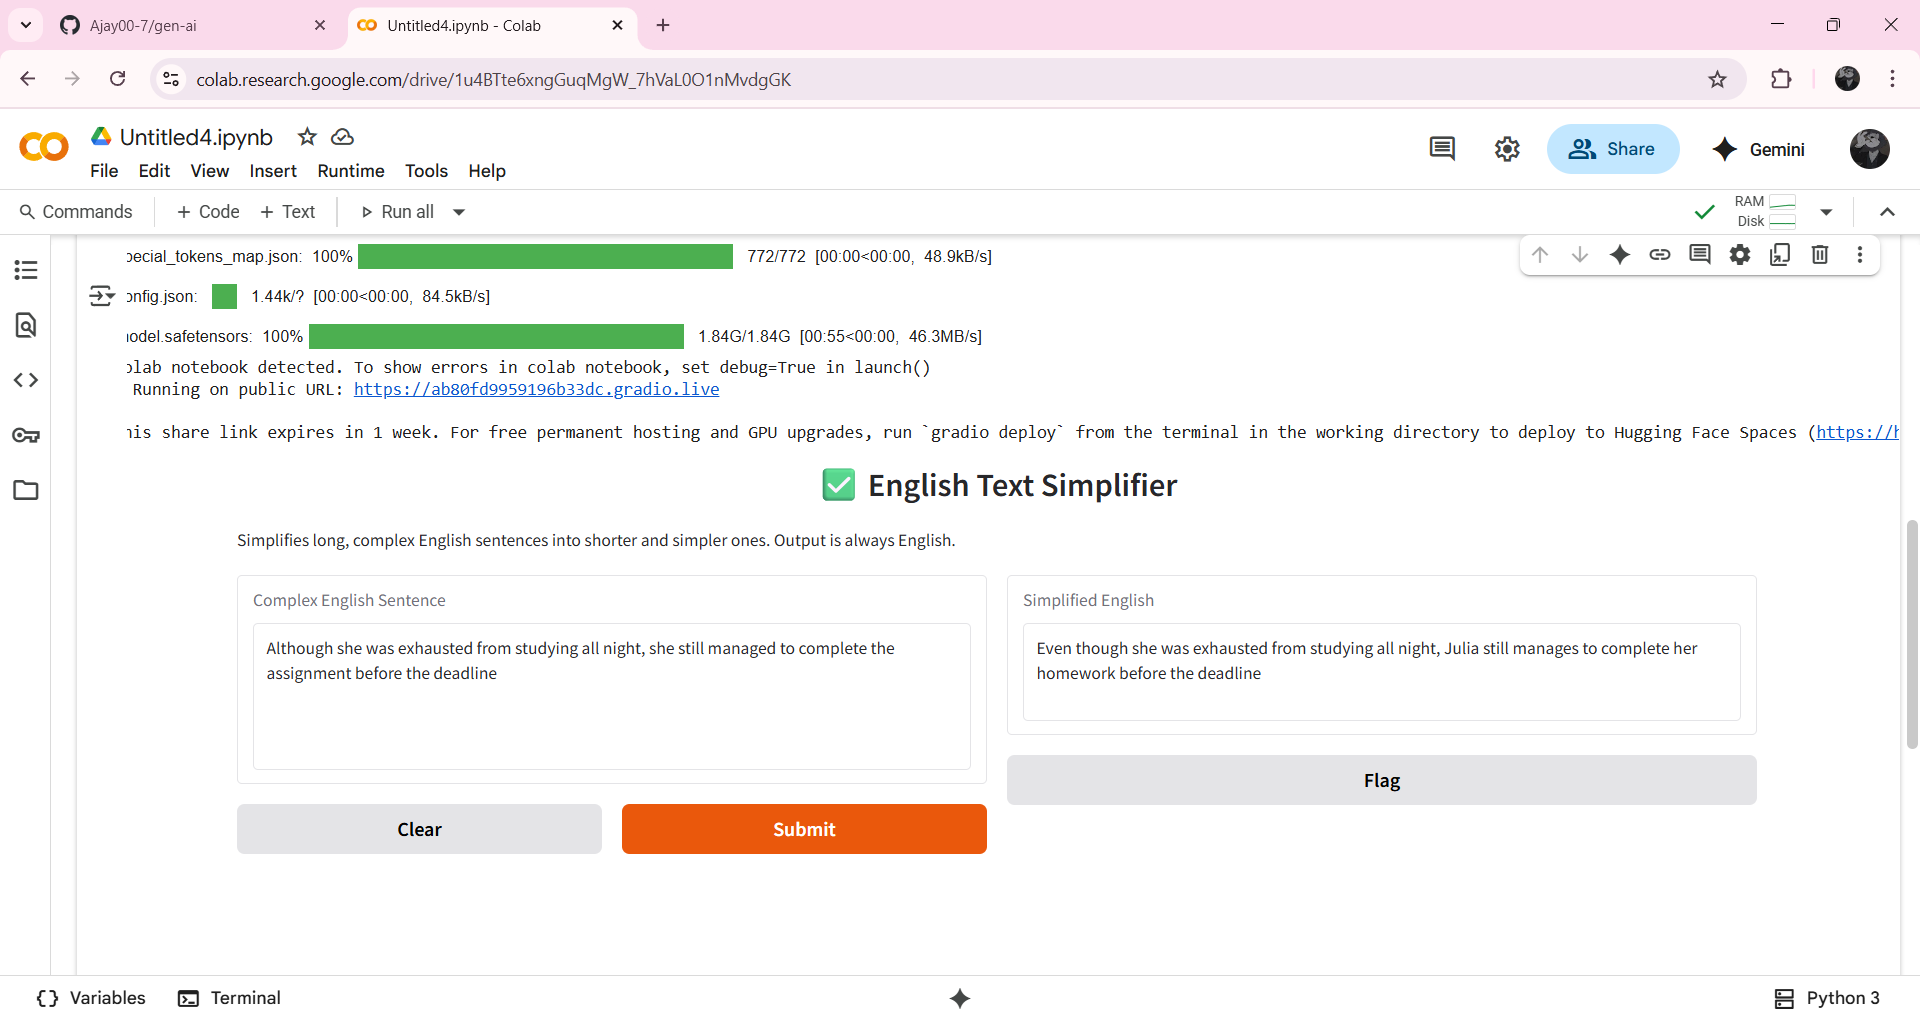 Ajay00-7/gen-ai
Untitled4.ipynb - Colab
colab.research.google.com/drive/1u4BTte6xngGuqMgW_7hVaL0O1nMvdgGK
Untitled4.ipynb
File Edit View Insert Runtime Tools Help
Share
Gemini
Commands + Code + Text Run all
RAM
Disk
pecial_tokens_map.json: 100% 772/772 [00:00<00:00, 48.9kB/s]
onfig.json: 1.44k/? [00:00<00:00, 84.5kB/s]
odel.safetensors: 100% 1.84G/1.84G [00:55<00:00, 46.3MB/s]
olab notebook detected. To show errors in colab notebook, set debug=True in launch()
Running on public URL: https://ab80fd9959196b33dc.gradio.live
his share link expires in 1 week. For free permanent hosting and GPU upgrades, run `gradio deploy` from the terminal in the working directory to deploy to Hugging Face Spaces (https://h
English Text Simplifier
Simplifies long, complex English sentences into shorter and simpler ones. Output is always English.
Complex English Sentence
Although she was exhausted from studying all night, she still managed to complete the
assignment before the deadline
Clear
Submit
Simplified English
Even though she was exhausted from studying all night, Julia still manages to complete her
homework before the deadline
Flag
Variables
Terminal
Python 3